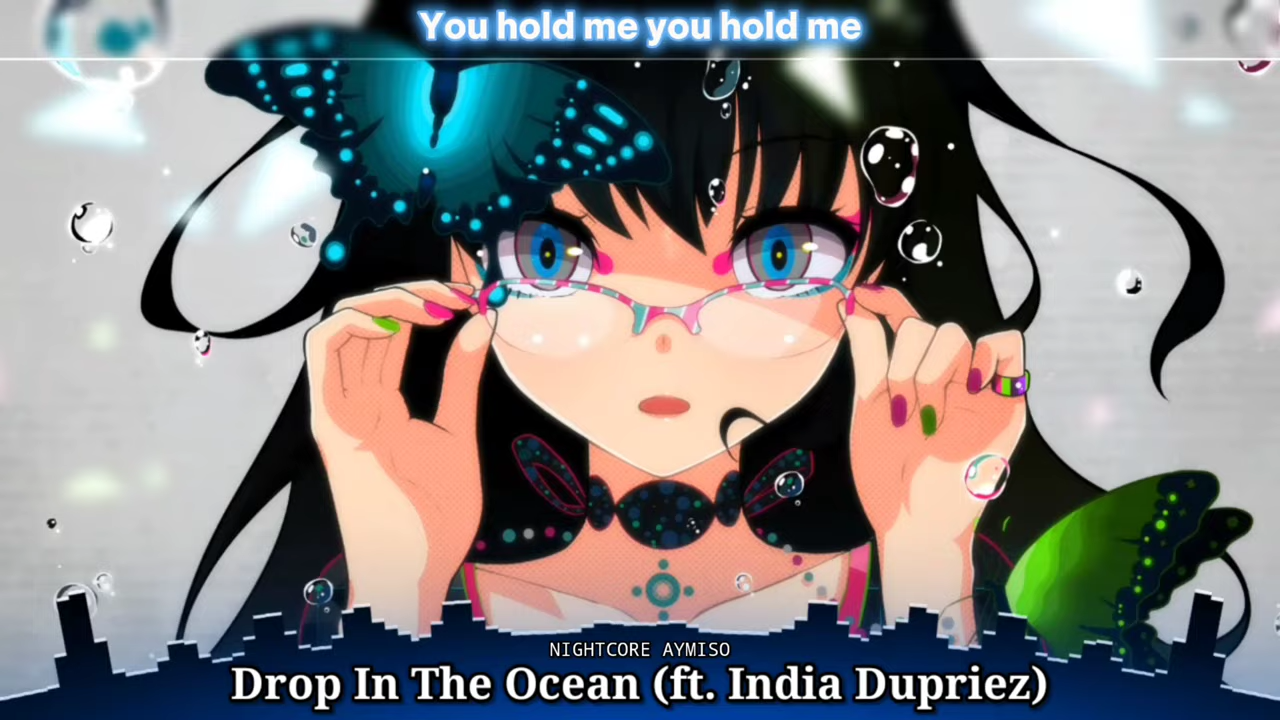 You hold me you hold me
NIGHTCORE AYMISO
Drop In The Ocean (ft. India Dupriez)